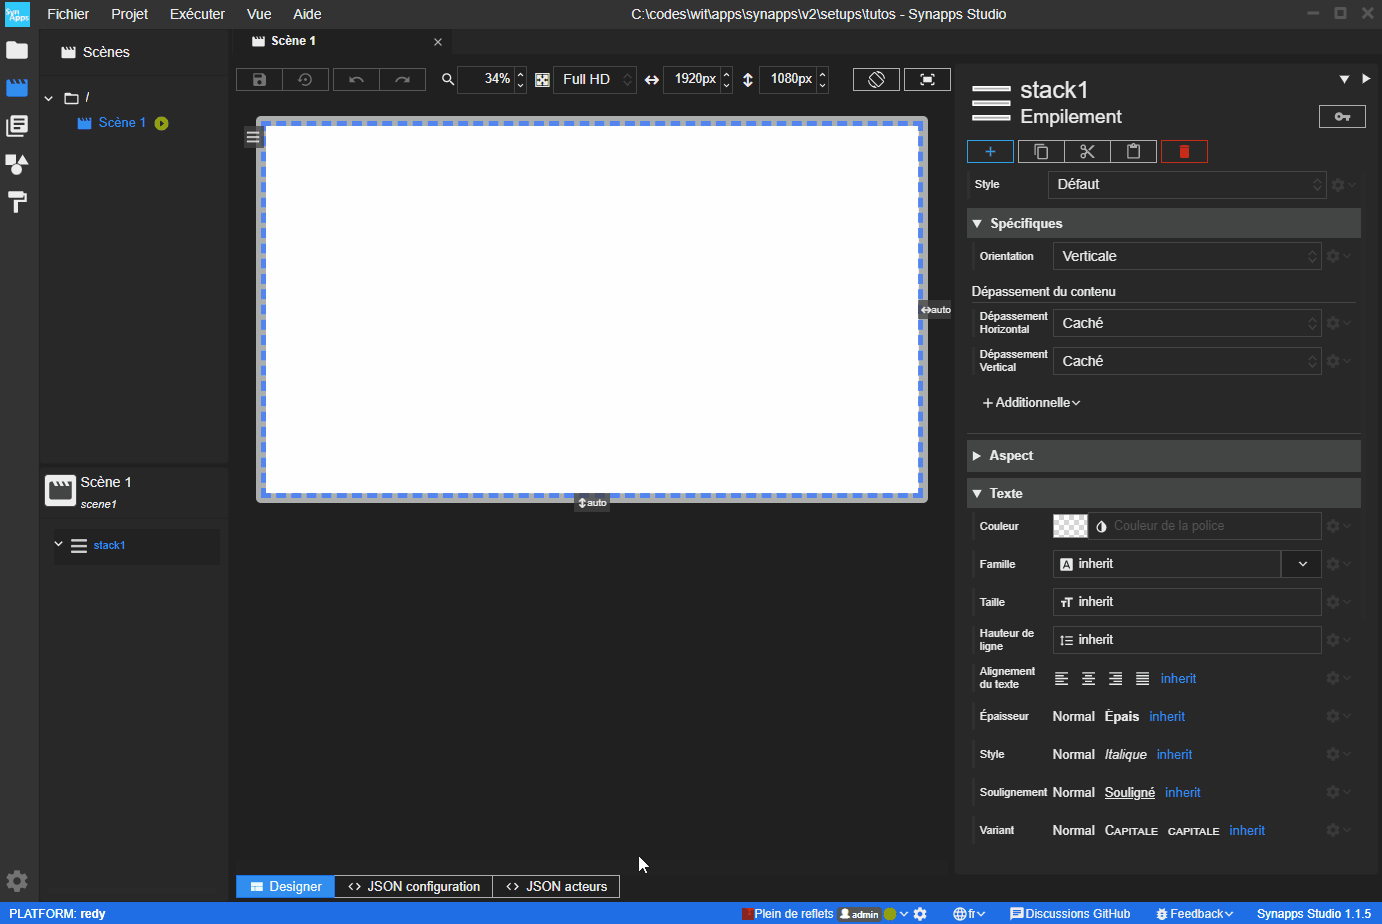 Syn Apps
Fichier Projet Exécuter Vue Aide
C:\codes\wit\apps\synapps\v2\setups\tutos - Synapps Studio
Scènes
/
Scène 1
Scène 1
34% Full HD 1920px 1080px
auto
auto
Scène 1
scene1
stack1
stack1
Empilement
Style Défaut
Spécifiques
Orientation Verticale
Dépassement du contenu
Dépassement Horizontal Caché
Dépassement Vertical Caché
+ Additionnelle
Aspect
Texte
Couleur Couleur de la police
Famille inherit
Taille inherit
Hauteur de ligne inherit
Alignement du texte inherit
Épaisseur Normal Épais inherit
Style Normal Italique inherit
Soulignement Normal Souligné inherit
Variant Normal Capitale capitale inherit
Designer <> JSON configuration <> JSON acteurs
PLATFORM: redy
Plein de reflets admin fr Discussions GitHub Feedback Synapps Studio 1.1.5